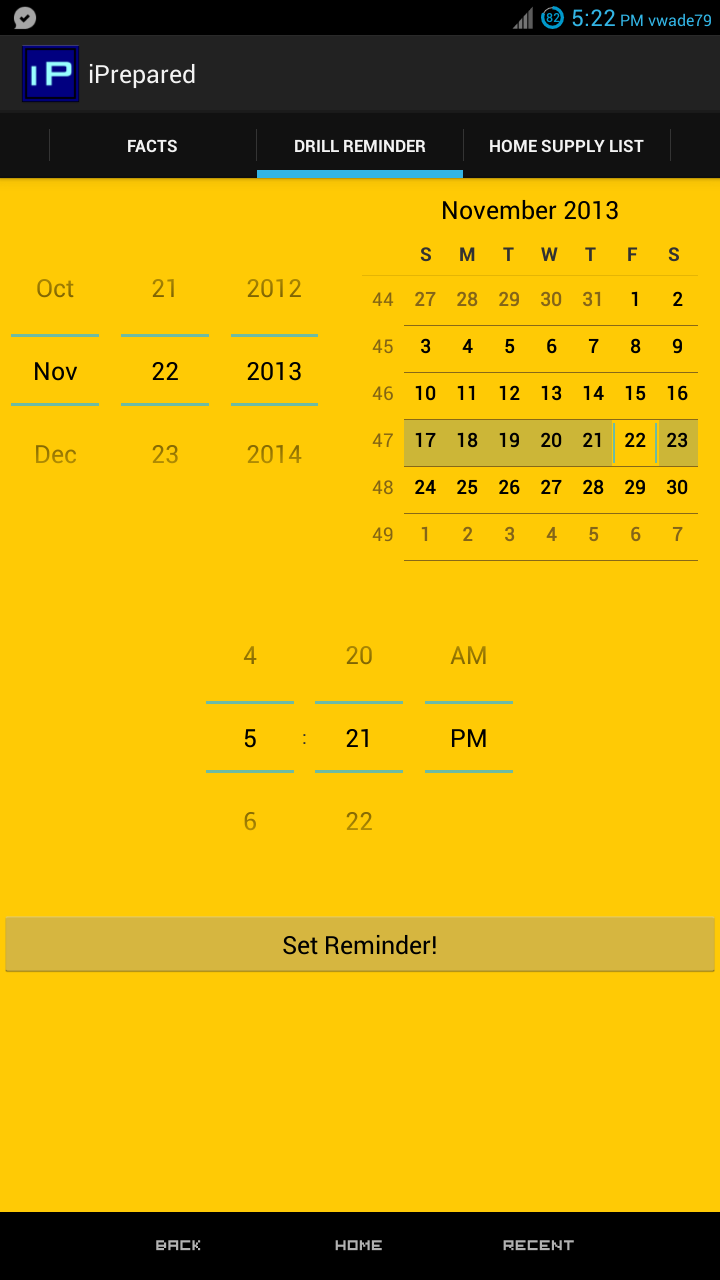 82 5:22 PM vwade79
iP iPrepared
FACTS DRILL REMINDER HOME SUPPLY LIST
November 2013
S M T W T F S
Oct 21 2012
44 27 28 29 30 31 1 2
45 3 4 5 6 7 8 9
Nov 22 2013
46 10 11 12 13 14 15 16
47 17 18 19 20 21 22 23
Dec 23 2014
48 24 25 26 27 28 29 30
49 1 2 3 4 5 6 7
4 20 AM
5 : 21 PM
6 22
Set Reminder!
BACK HOME RECENT